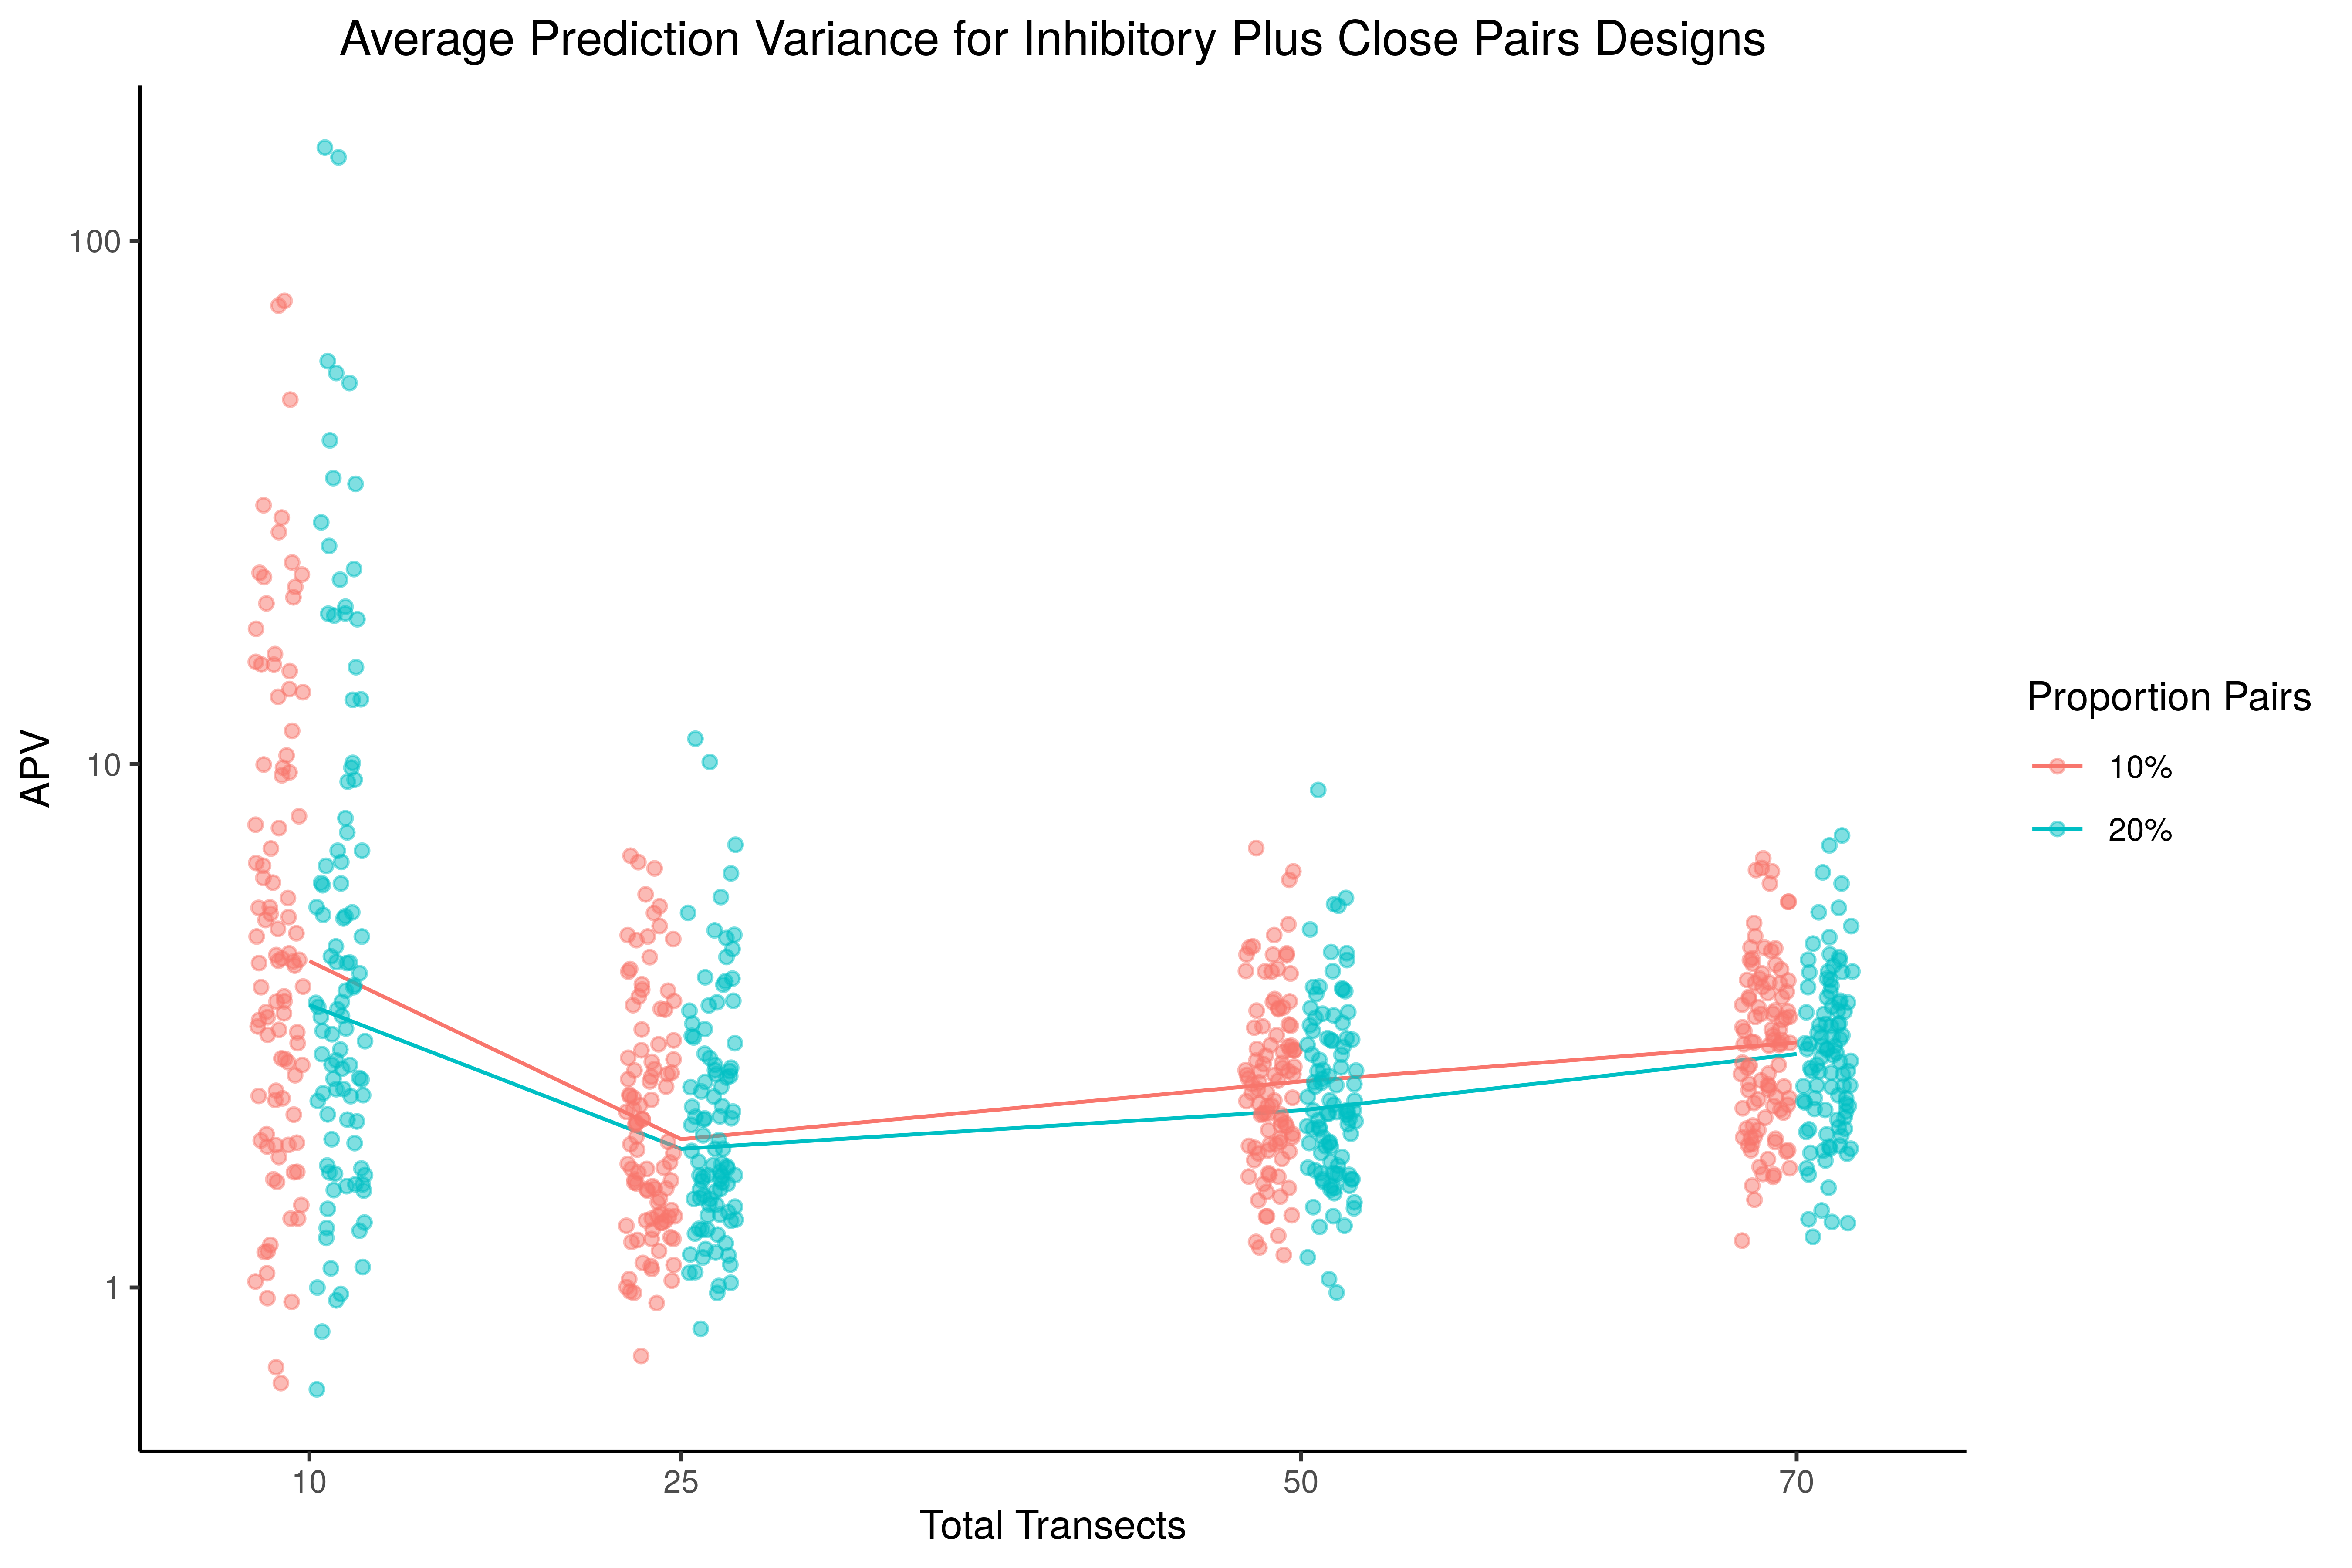 Average Prediction Variance for Inhibitory Plus Close Pairs Designs
APV
100
10
1
10
25
50
70
Total Transects
Proportion Pairs
10%
20%